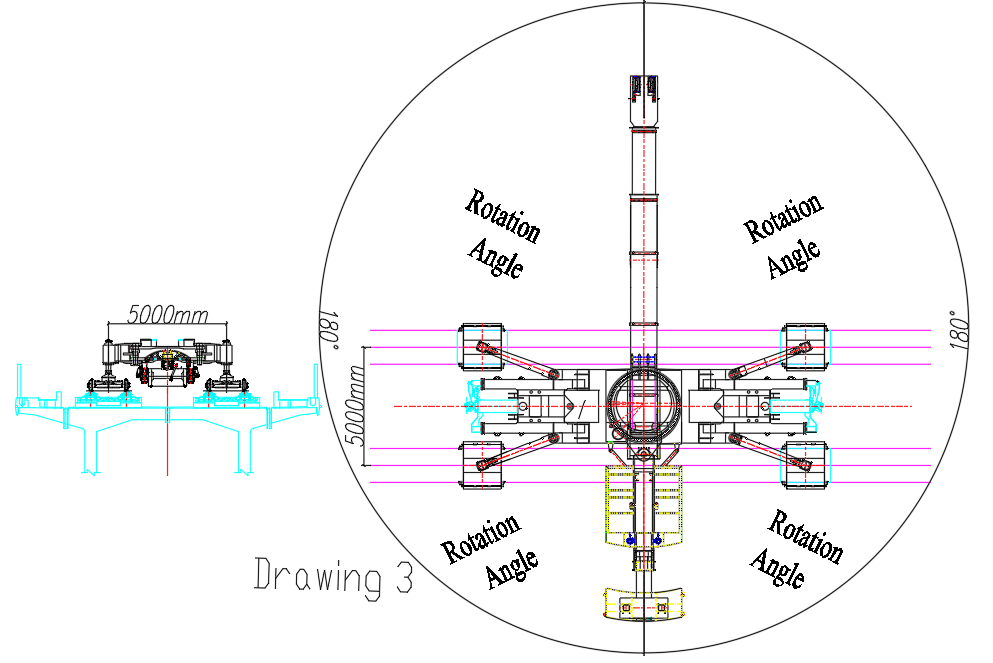 Rotation
Angle
Rotation
Angle
5000mm
180°
180°
5000mm
Rotation
Angle
Rotation
Angle
Drawing 3